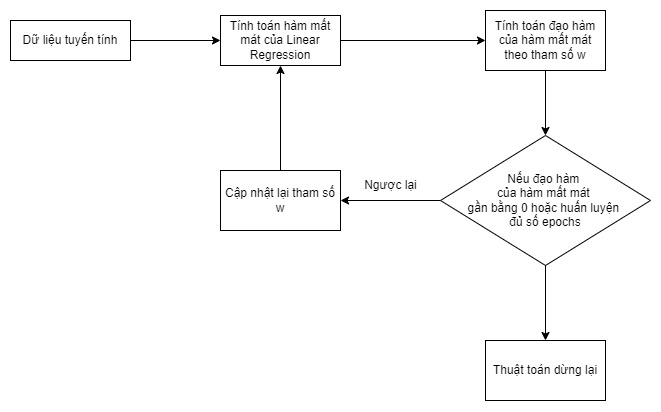 Dữ liệu tuyến tính
Tính toán hàm mất
mát của Linear
Regression
Tính toán đạo hàm
của hàm mất mát
theo tham số w
Nếu đạo hàm
của hàm mất mát
gần bằng 0 hoặc huấn luyện
đủ số epochs
Ngược lại
Cập nhật lại tham số
w
Thuật toán dừng lại